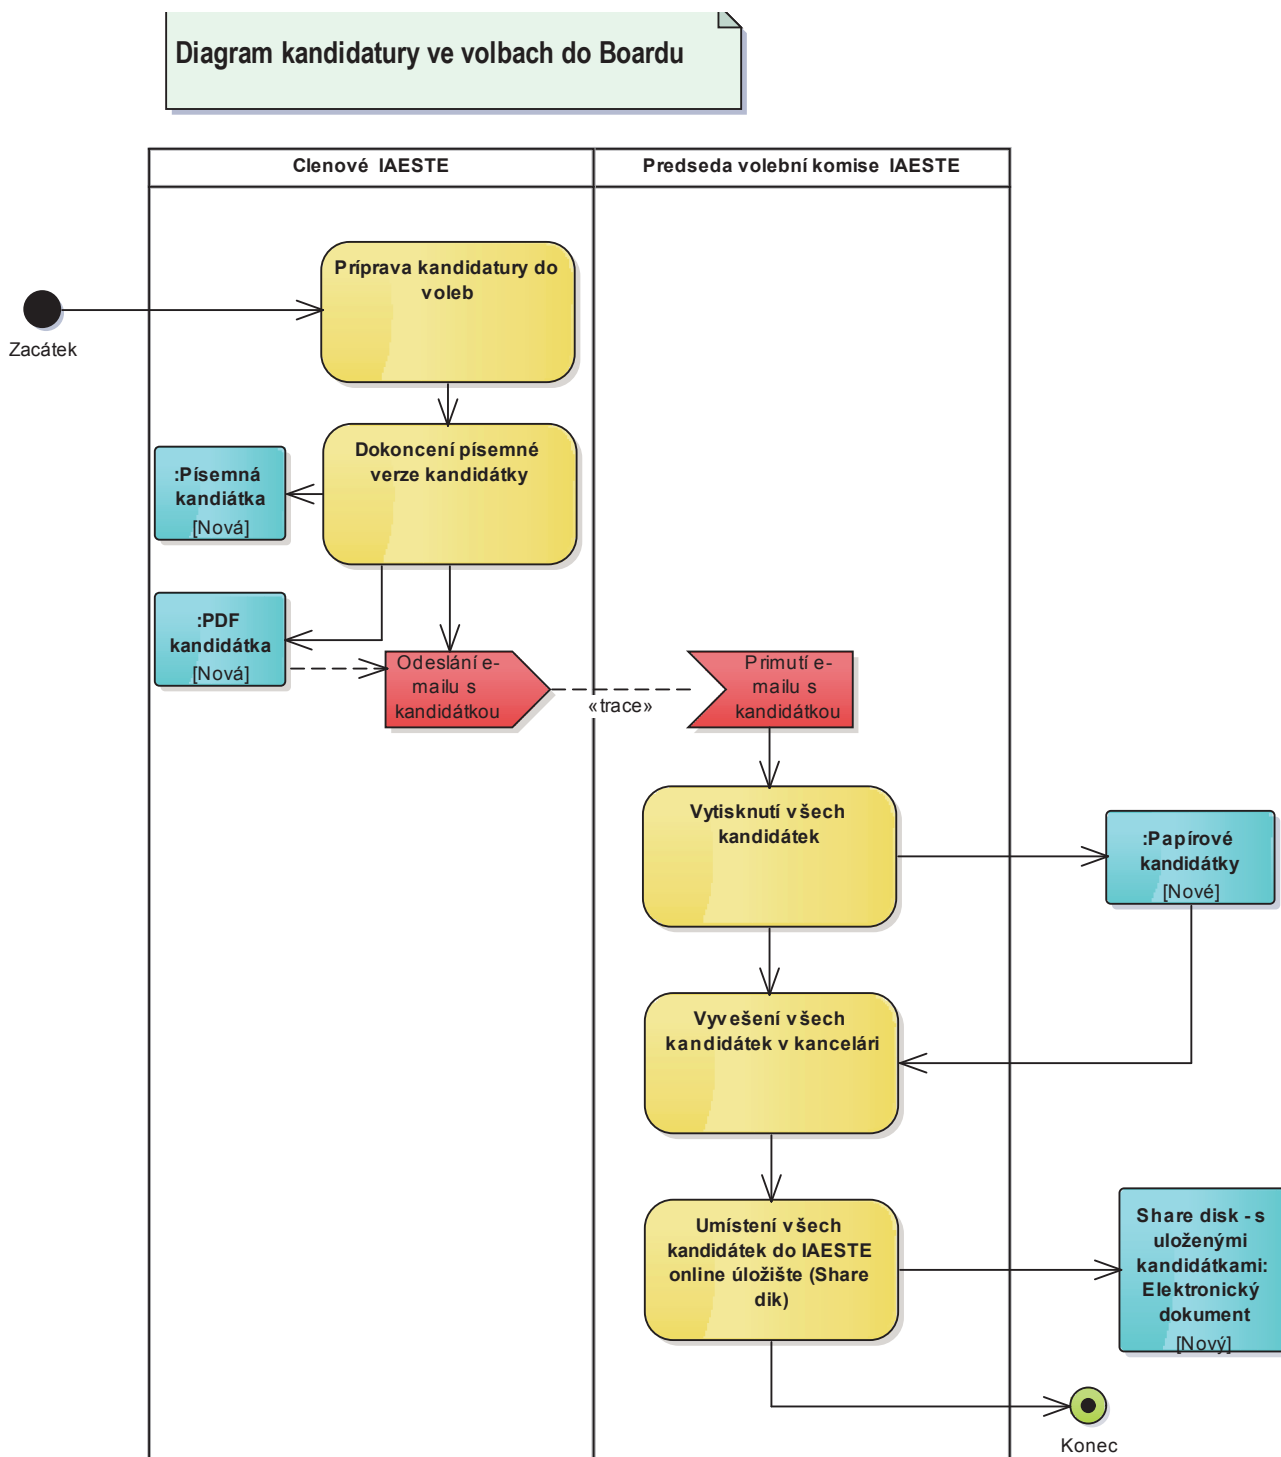 Diagram kandidatury ve volbach do Boardu
Clenové IAESTE
Predseda volební komise IAESTE
Príprava kandidatury do
voleb
Zacátek
Dokoncení písemné
verze kandidátky
:Písemná
kandiátka
[Nová]
:PDF
kandidátka
[Nová]
Odeslání e-
mailu s
kandidátkou
«trace»
Primutí e-
mailu s
kandidátkou
Vytisknutí všech
kandidátek
:Papírové
kandidátky
[Nové]
Vyvešení všech
kandidátek v kancelári
Umístení všech
kandidátek do IAESTE
online úložište (Share
dik)
Share disk - s
uloženými
kandidátkami:
Elektronický
dokument
[Nový]
Konec